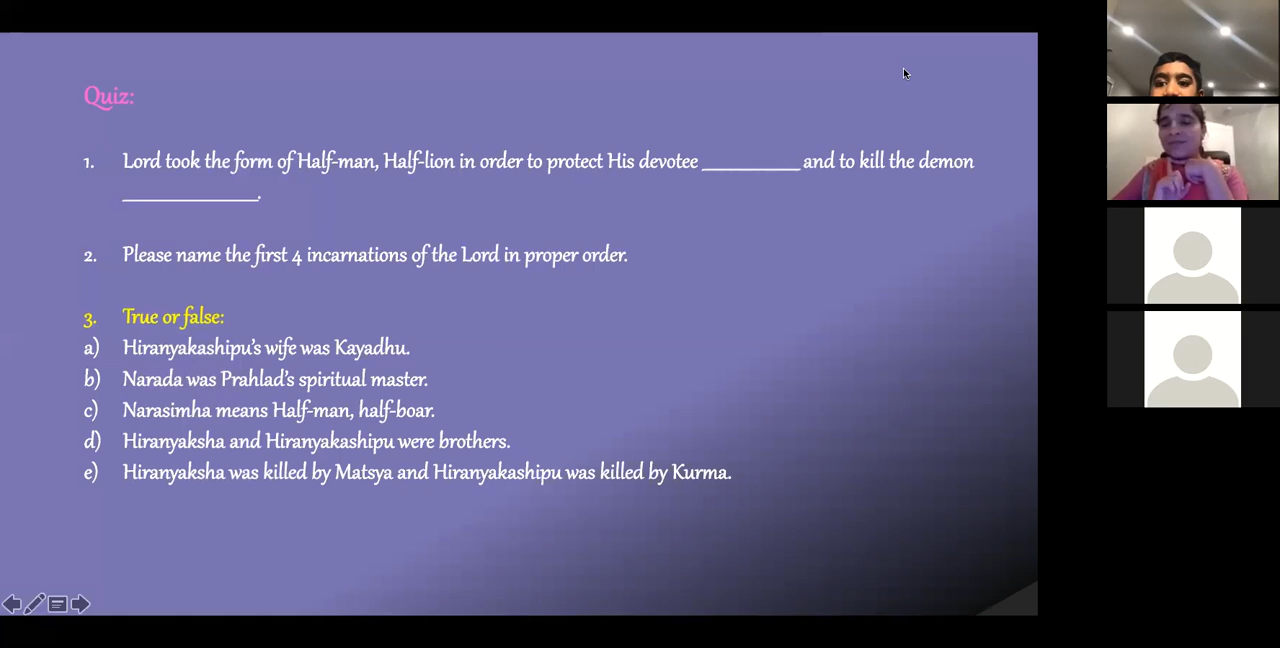 Quiz:
1. Lord took the form of Half-man, Half-lion in order to protect His devotee __________ and to kill the demon
______________.
2. Please name the first 4 incarnations of the Lord in proper order.
3. True or false:
a) Hiranyakashipu's wife was Kayadhu.
b) Narada was Prahlad's spiritual master.
c) Narasimha means Half-man, half-boar.
d) Hiranyaksha and Hiranyakashipu were brothers.
e) Hiranyaksha was killed by Matsya and Hiranyakashipu was killed by Kurma.